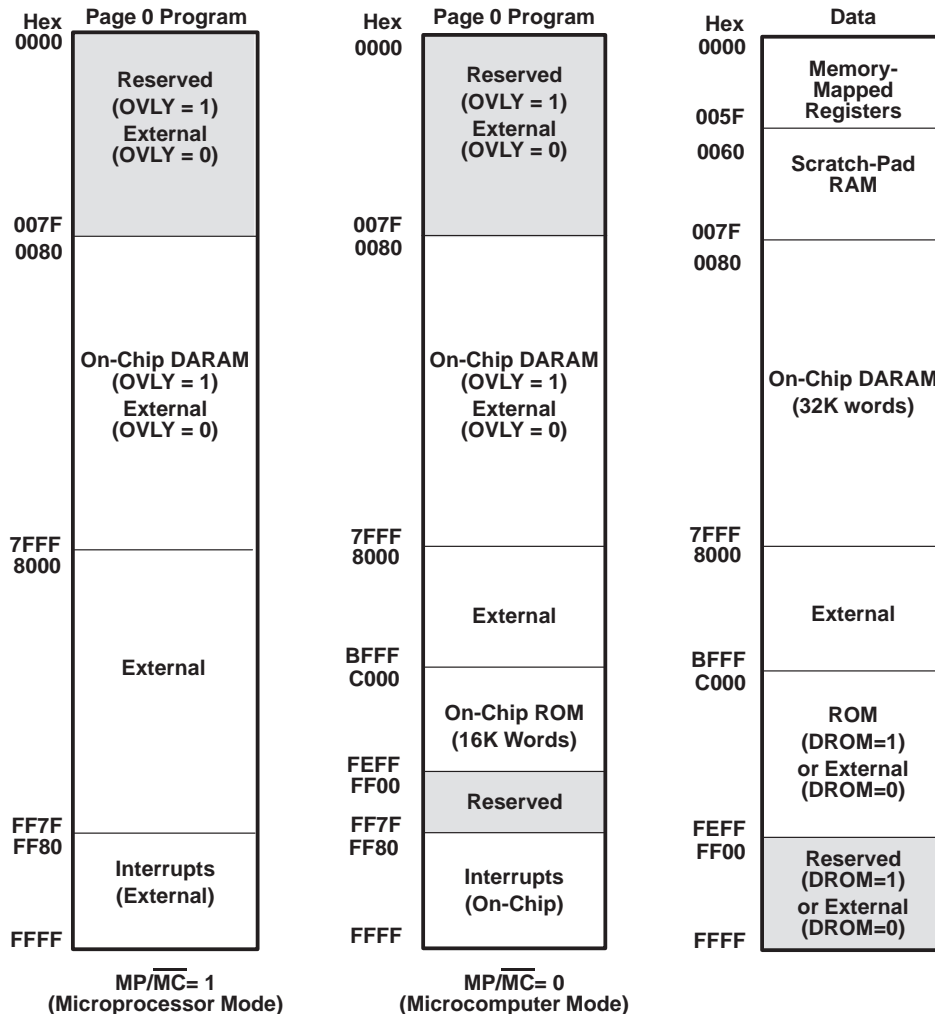 Hex
Page 0 Program
0000
Reserved
(OVLY = 1)
External
(OVLY = 0)
007F
0080
On-Chip DARAM
(OVLY = 1)
External
(OVLY = 0)
7FFF
8000
External
FF7F
FF80
Interrupts
(External)
FFFF
MP/MC= 1
(Microprocessor Mode)
Hex
Page 0 Program
0000
Reserved
(OVLY = 1)
External
(OVLY = 0)
007F
0080
On-Chip DARAM
(OVLY = 1)
External
(OVLY = 0)
7FFF
8000
External
BFFF
C000
On-Chip ROM
(16K Words)
FEFF
FF00
Reserved
FF7F
FF80
Interrupts
(On-Chip)
FFFF
MP/MC= 0
(Microcomputer Mode)
Hex
Data
0000
Memory-
Mapped
Registers
005F
0060
Scratch-Pad
RAM
007F
0080
On-Chip DARAM
(32K words)
7FFF
8000
External
BFFF
C000
ROM
(DROM=1)
or External
(DROM=0)
FEFF
FF00
Reserved
(DROM=1)
or External
(DROM=0)
FFFF